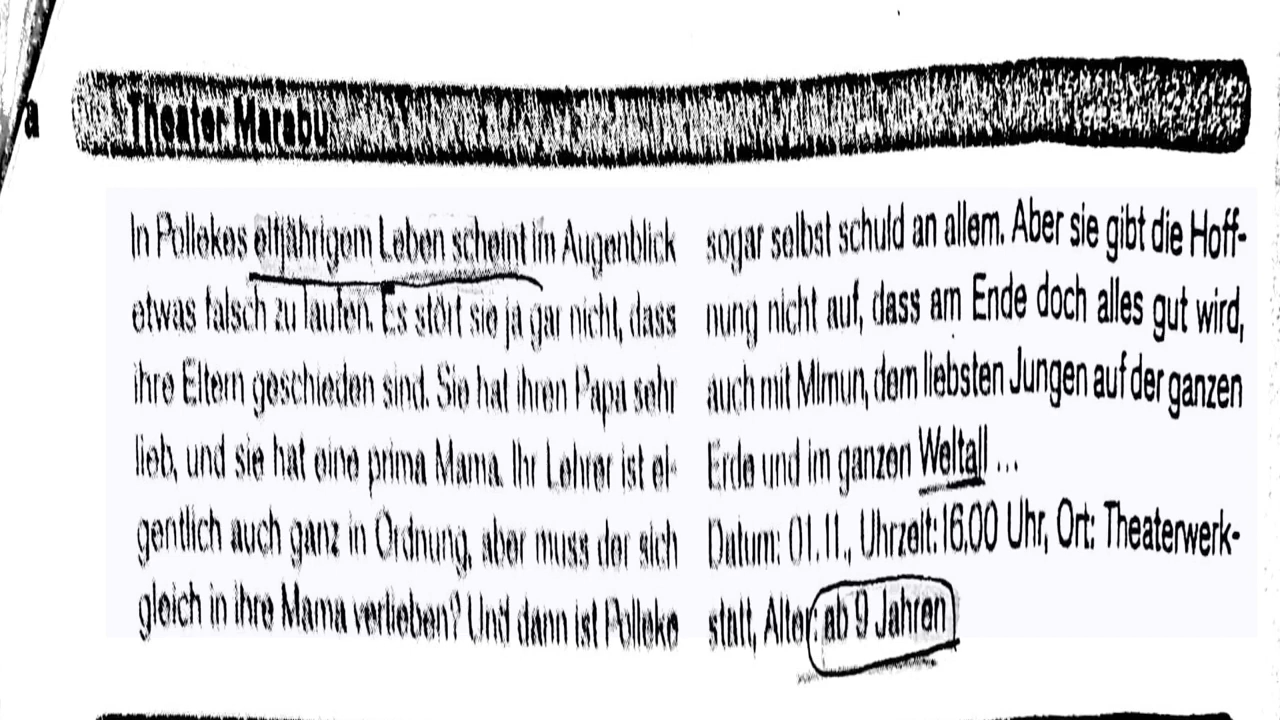 a
Theater Marabu
In Pollekes elfjährigem Leben scheint im Augenblick
etwas falsch zu laufen. Es stört sie ja gar nicht, dass
ihre Eltern geschieden sind. Sie hat ihren Papa sehr
lieb, und sie hat eine prima Mama. Ihr Lehrer ist ei-
gentlich auch ganz in Ordnung, aber muss der sich
gleich in ihre Mama verlieben? Und dann ist Polleke
sogar selbst schuld an allem. Aber sie gibt die Hoff-
nung nicht auf, dass am Ende doch alles gut wird,
auch mit Mimun, dem liebsten Jungen auf der ganzen
Erde und im ganzen Weltall ...
Datum: 01.11., Uhrzeit: 16.00 Uhr, Ort: Theaterwerk-
statt, Alter: ab 9 Jahren